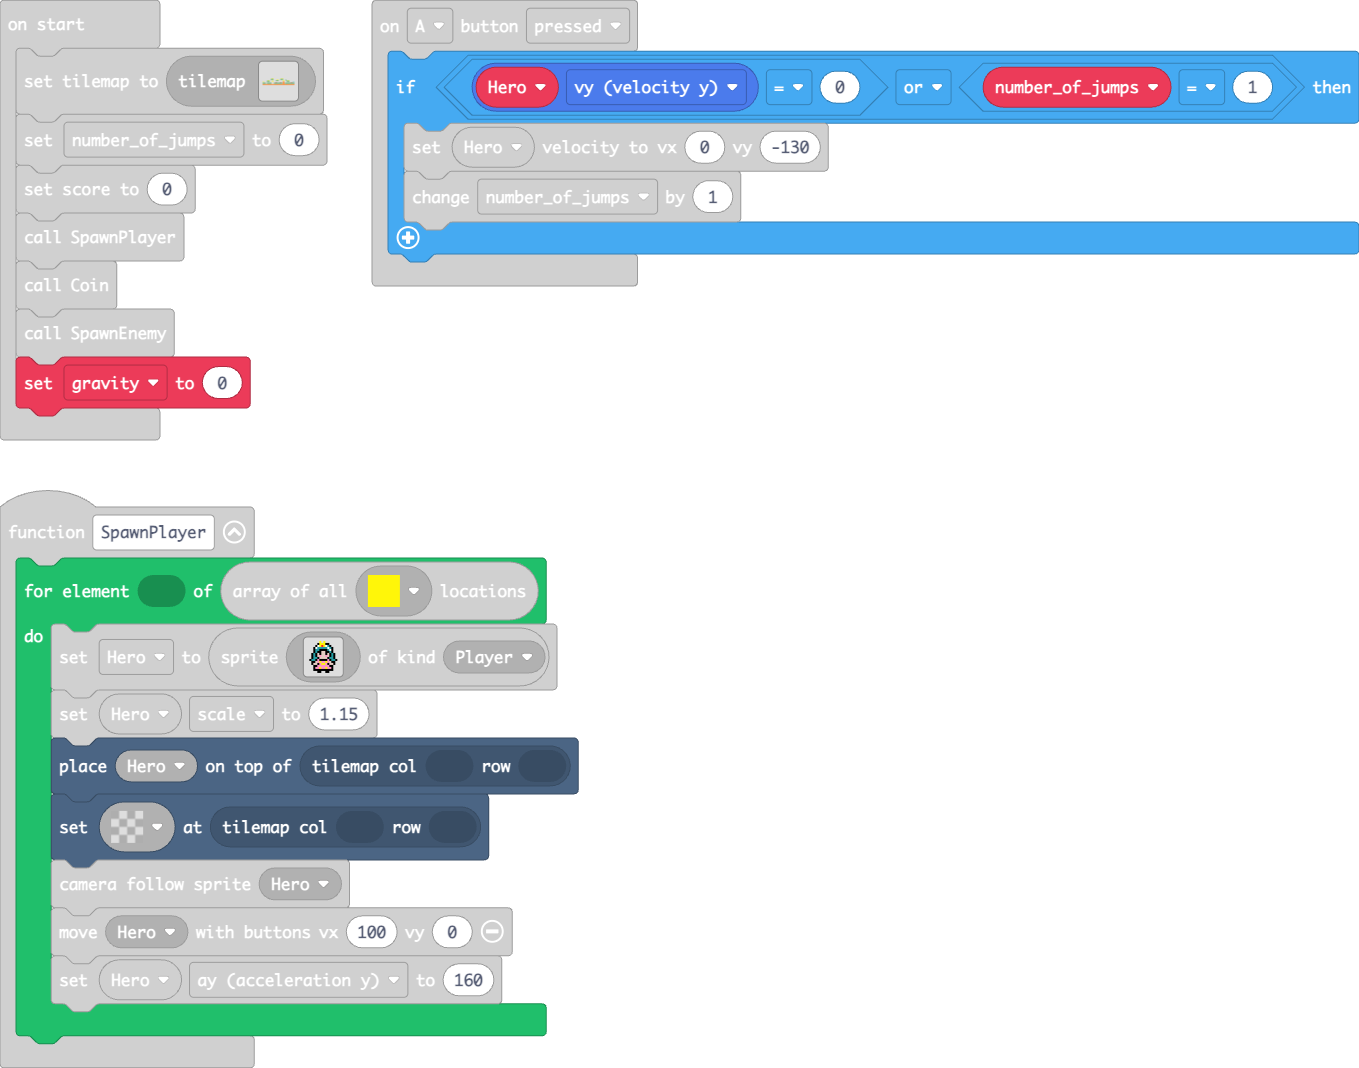 on start
set tilemap to tilemap
set number_of_jumps to 0
set score to 0
call SpawnPlayer
call Coin
call SpawnEnemy
set gravity to 0
on A button pressed
if Hero vy (velocity y) = 0 or number_of_jumps = 1 then
set Hero velocity to vx 0 vy -130
change number_of_jumps by 1
function SpawnPlayer
for element of array of all locations
do
set Hero to sprite of kind Player
set Hero scale to 1.15
place Hero on top of tilemap col row
set at tilemap col row
camera follow sprite Hero
move Hero with buttons vx 100 vy 0
set Hero ay (acceleration y) to 160